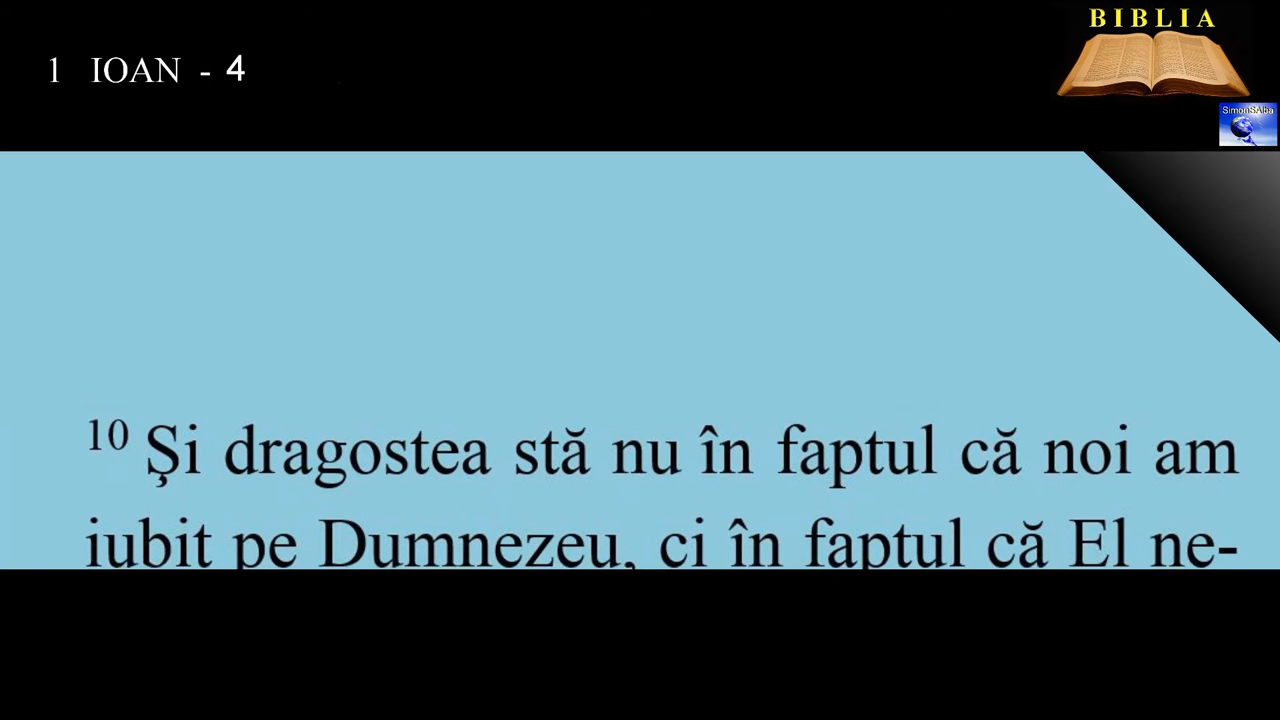 BIBLIA
1 IOAN - 4
SimonSAlba
10 Şi dragostea stă nu în faptul că noi am
iubit pe Dumnezeu, ci în faptul că El ne-